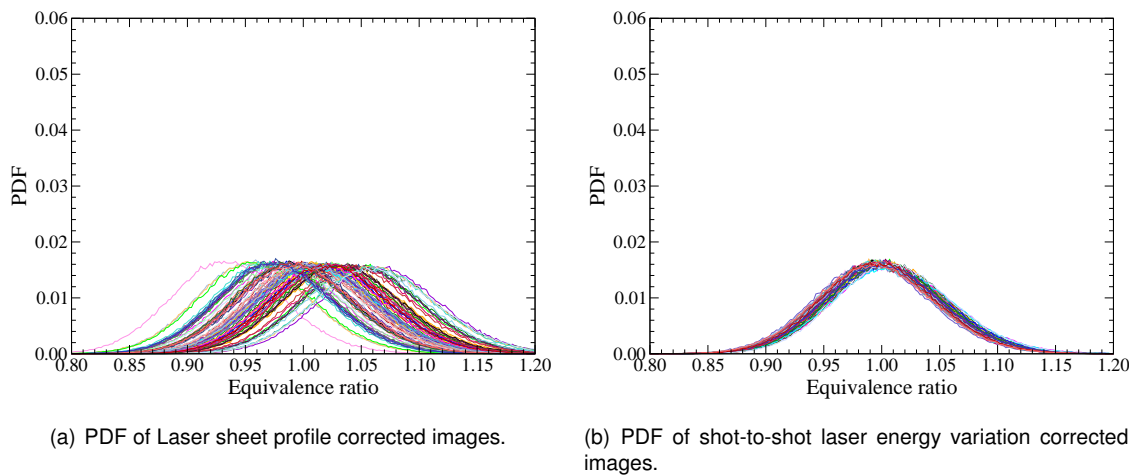 0.06
0.05
0.04
0.03
0.02
0.01
0.00
PDF
0.80 0.85 0.90 0.95 1.00 1.05 1.10 1.15 1.20
Equivalence ratio
(a) PDF of Laser sheet profile corrected images.
0.06
0.05
0.04
0.03
0.02
0.01
0.00
PDF
0.80 0.85 0.90 0.95 1.00 1.05 1.10 1.15 1.20
Equivalence ratio
(b) PDF of shot-to-shot laser energy variation corrected
images.